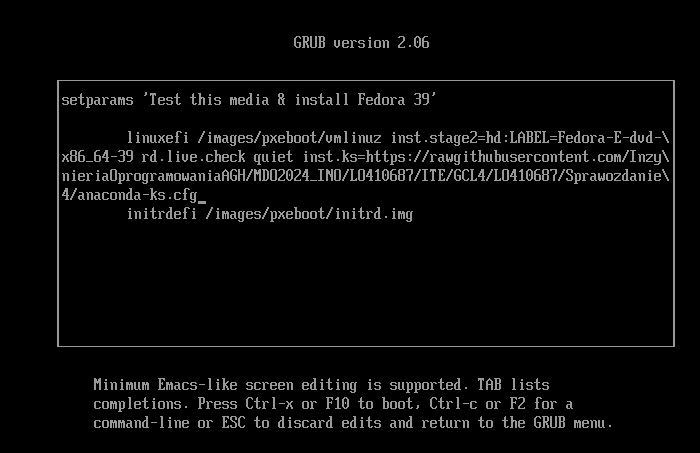 GRUB version 2.06
setparams 'Test this media & install Fedora 39'
linuxefi /images/pxeboot/vmlinuz inst.stage2=hd:LABEL=Fedora-E-dvd-\
x86_64-39 rd.live.check quiet inst.ks=https://rawgithubusercontent.com/Inzy\
nieriaOprogramowaniaAGH/MDO2024_INO/LO410687/ITE/GCL4/LO410687/Sprawozdanie\
4/anaconda-ks.cfg_
initrdefi /images/pxeboot/initrd.img
Minimum Emacs-like screen editing is supported. TAB lists
completions. Press Ctrl-x or F10 to boot, Ctrl-c or F2 for a
command-line or ESC to discard edits and return to the GRUB menu.